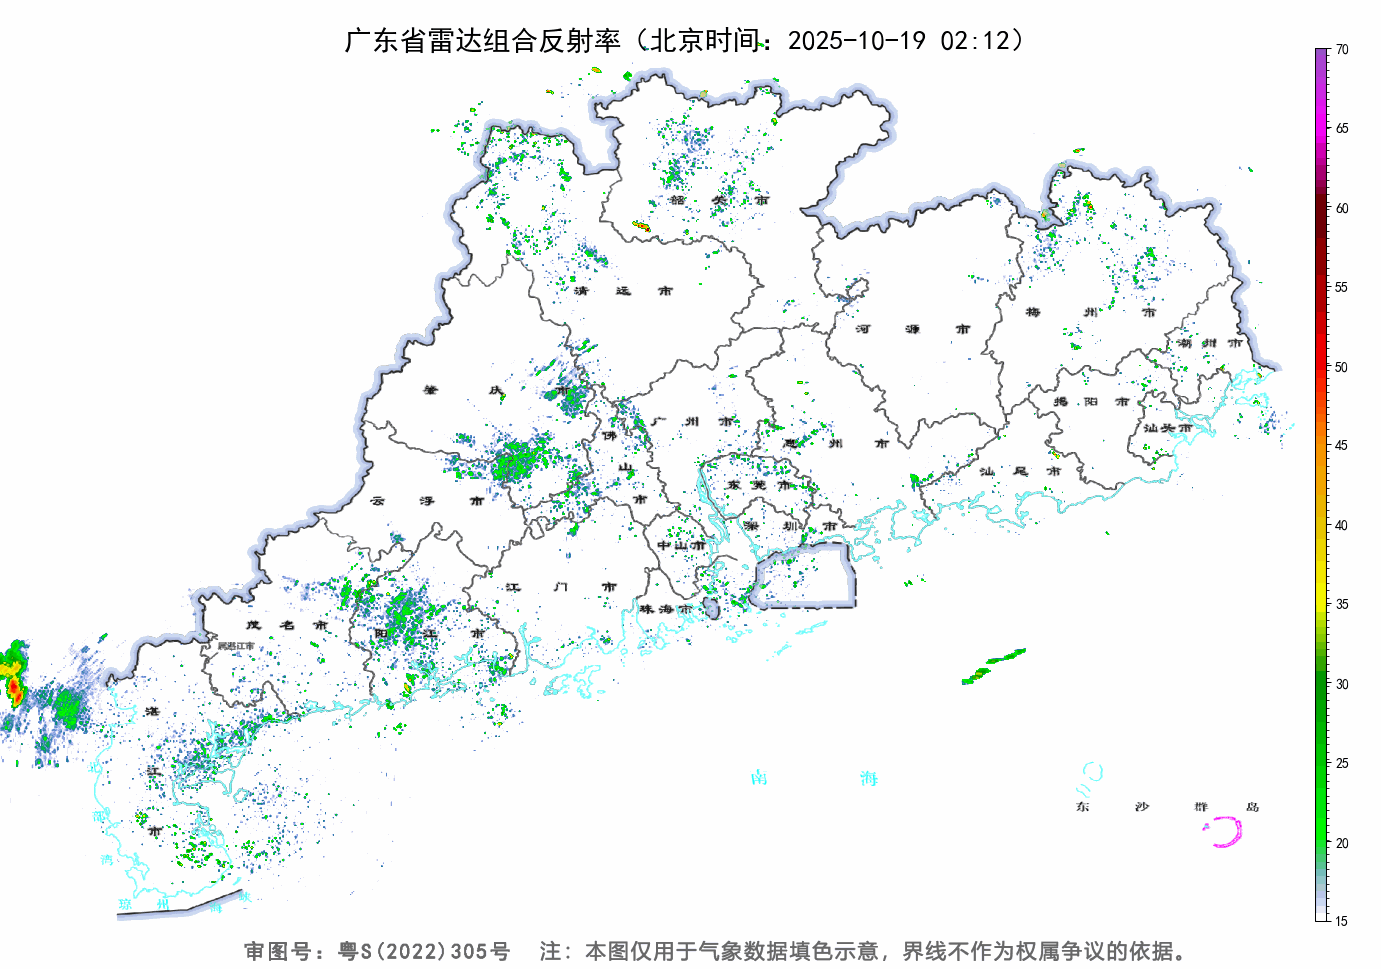 广东省雷达组合反射率（北京时间：2025-10-19 02:12）
70
65
60
55
50
45
40
35
30
25
20
15
韶关市
清远市
河源市
梅州市
潮州市
肇庆市
广州市
揭阳市
汕头市
佛山市
惠州市
汕尾市
云浮市
东莞市
深圳市
中山市
江门市
珠海市
茂名市
阳江市
属湛江市
湛江市
南海
东沙群岛
湾
琼州海峡
审图号：粤S(2022)305号 注：本图仅用于气象数据填色示意，界线不作为权属争议的依据。